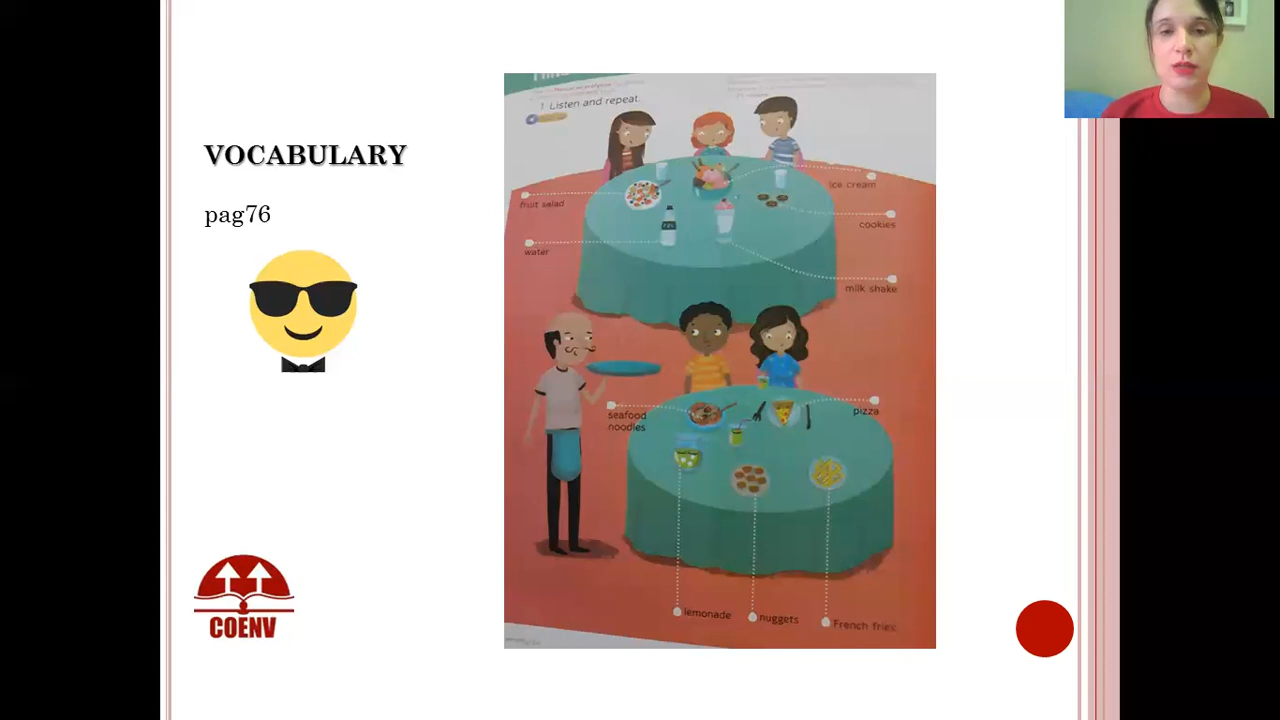 VOCABULARY
pag76
1. Listen and repeat.
fruit salad
ice cream
cookies
water
milk shake
seafood
noodles
pizza
lemonade
nuggets
French fries
COENV